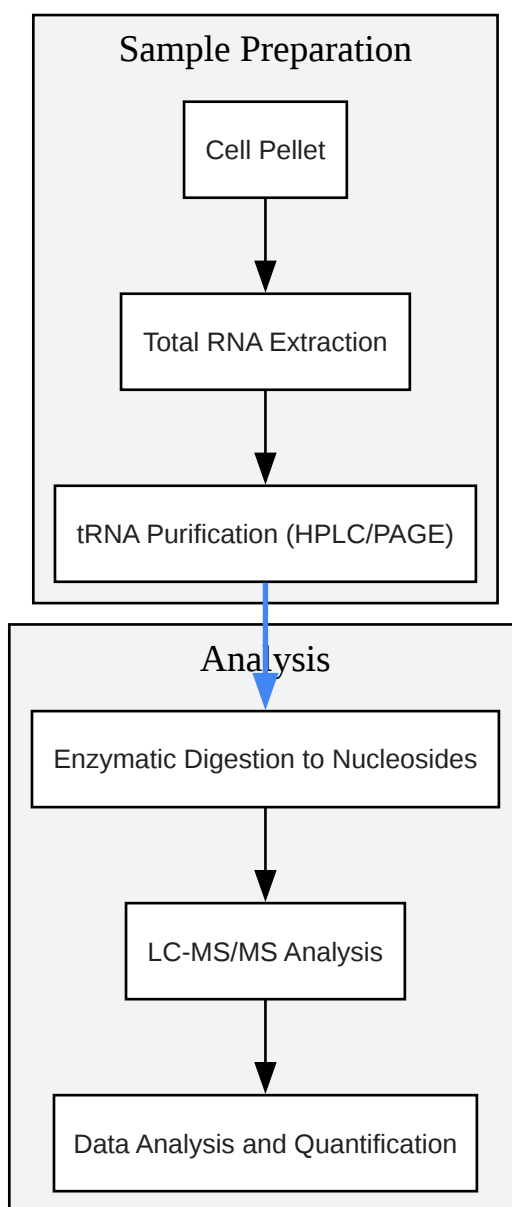 Sample Preparation
Cell Pellet
Total RNA Extraction
tRNA Purification (HPLC/PAGE)
Analysis
Enzymatic Digestion to Nucleosides
LC-MS/MS Analysis
Data Analysis and Quantification